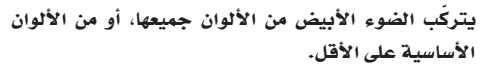 يتركّب الضوء الأبيض من الألوان جميعها، أو من الألوان
الأساسية على الأقل.